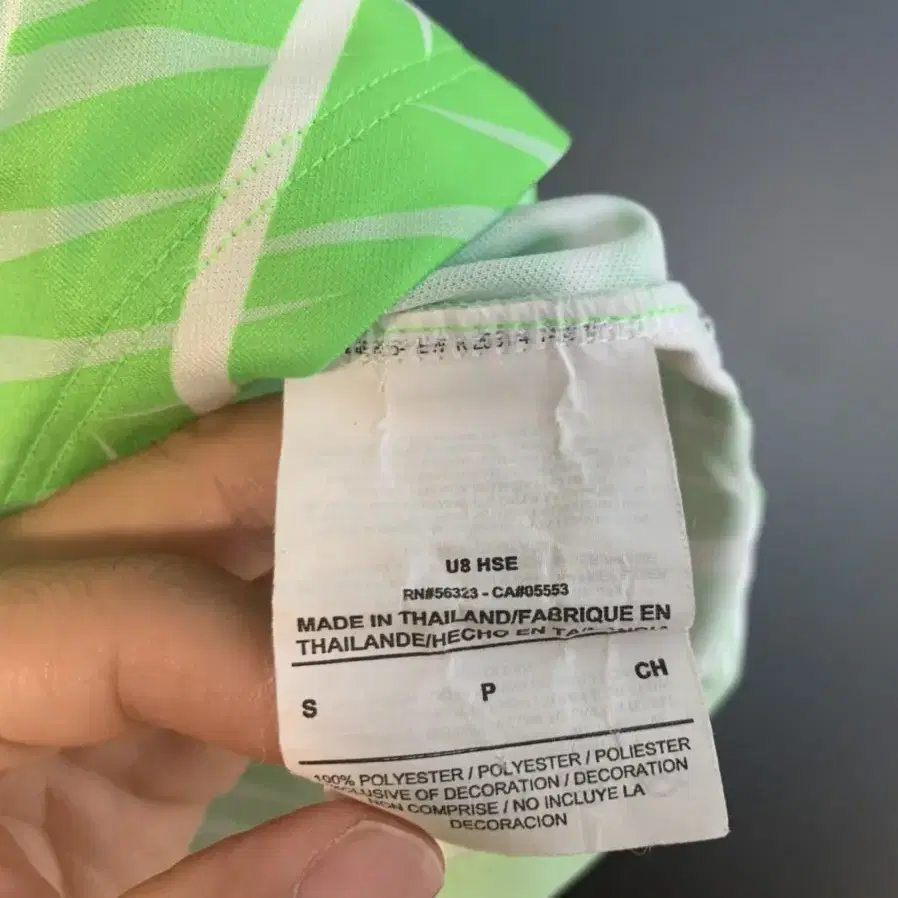 U8 HSE
RN#56323 - CA#05553
MADE IN THAILAND/FABRIQUE EN
THAILANDE/HECHO EN
S P CH
100% POLYESTER / POLYESTER / POLIESTER
EXCLUSIVE OF DECORATION / DECORATION
NON COMPRISE / NO INCLUYE LA
DECORACION